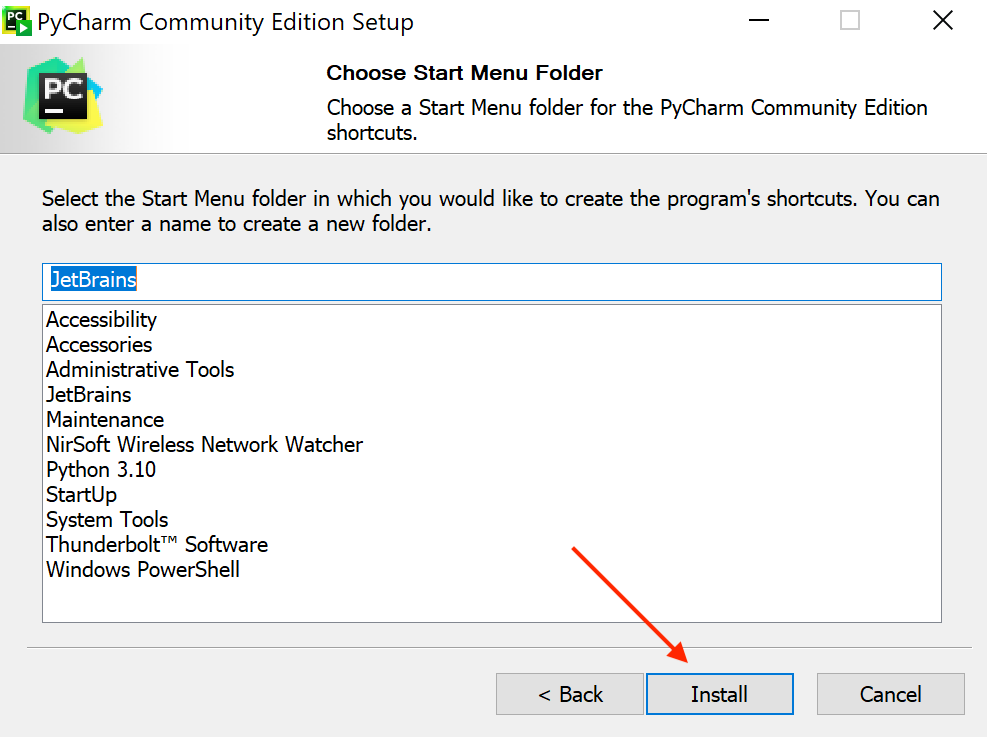 PC
PyCharm Community Edition Setup
PC
Choose Start Menu Folder
Choose a Start Menu folder for the PyCharm Community Edition
shortcuts.
Select the Start Menu folder in which you would like to create the program's shortcuts. You can
also enter a name to create a new folder.
JetBrains
Accessibility
Accessories
Administrative Tools
JetBrains
Maintenance
NirSoft Wireless Network Watcher
Python 3.10
StartUp
System Tools
Thunderbolt™ Software
Windows PowerShell
< Back
Install
Cancel